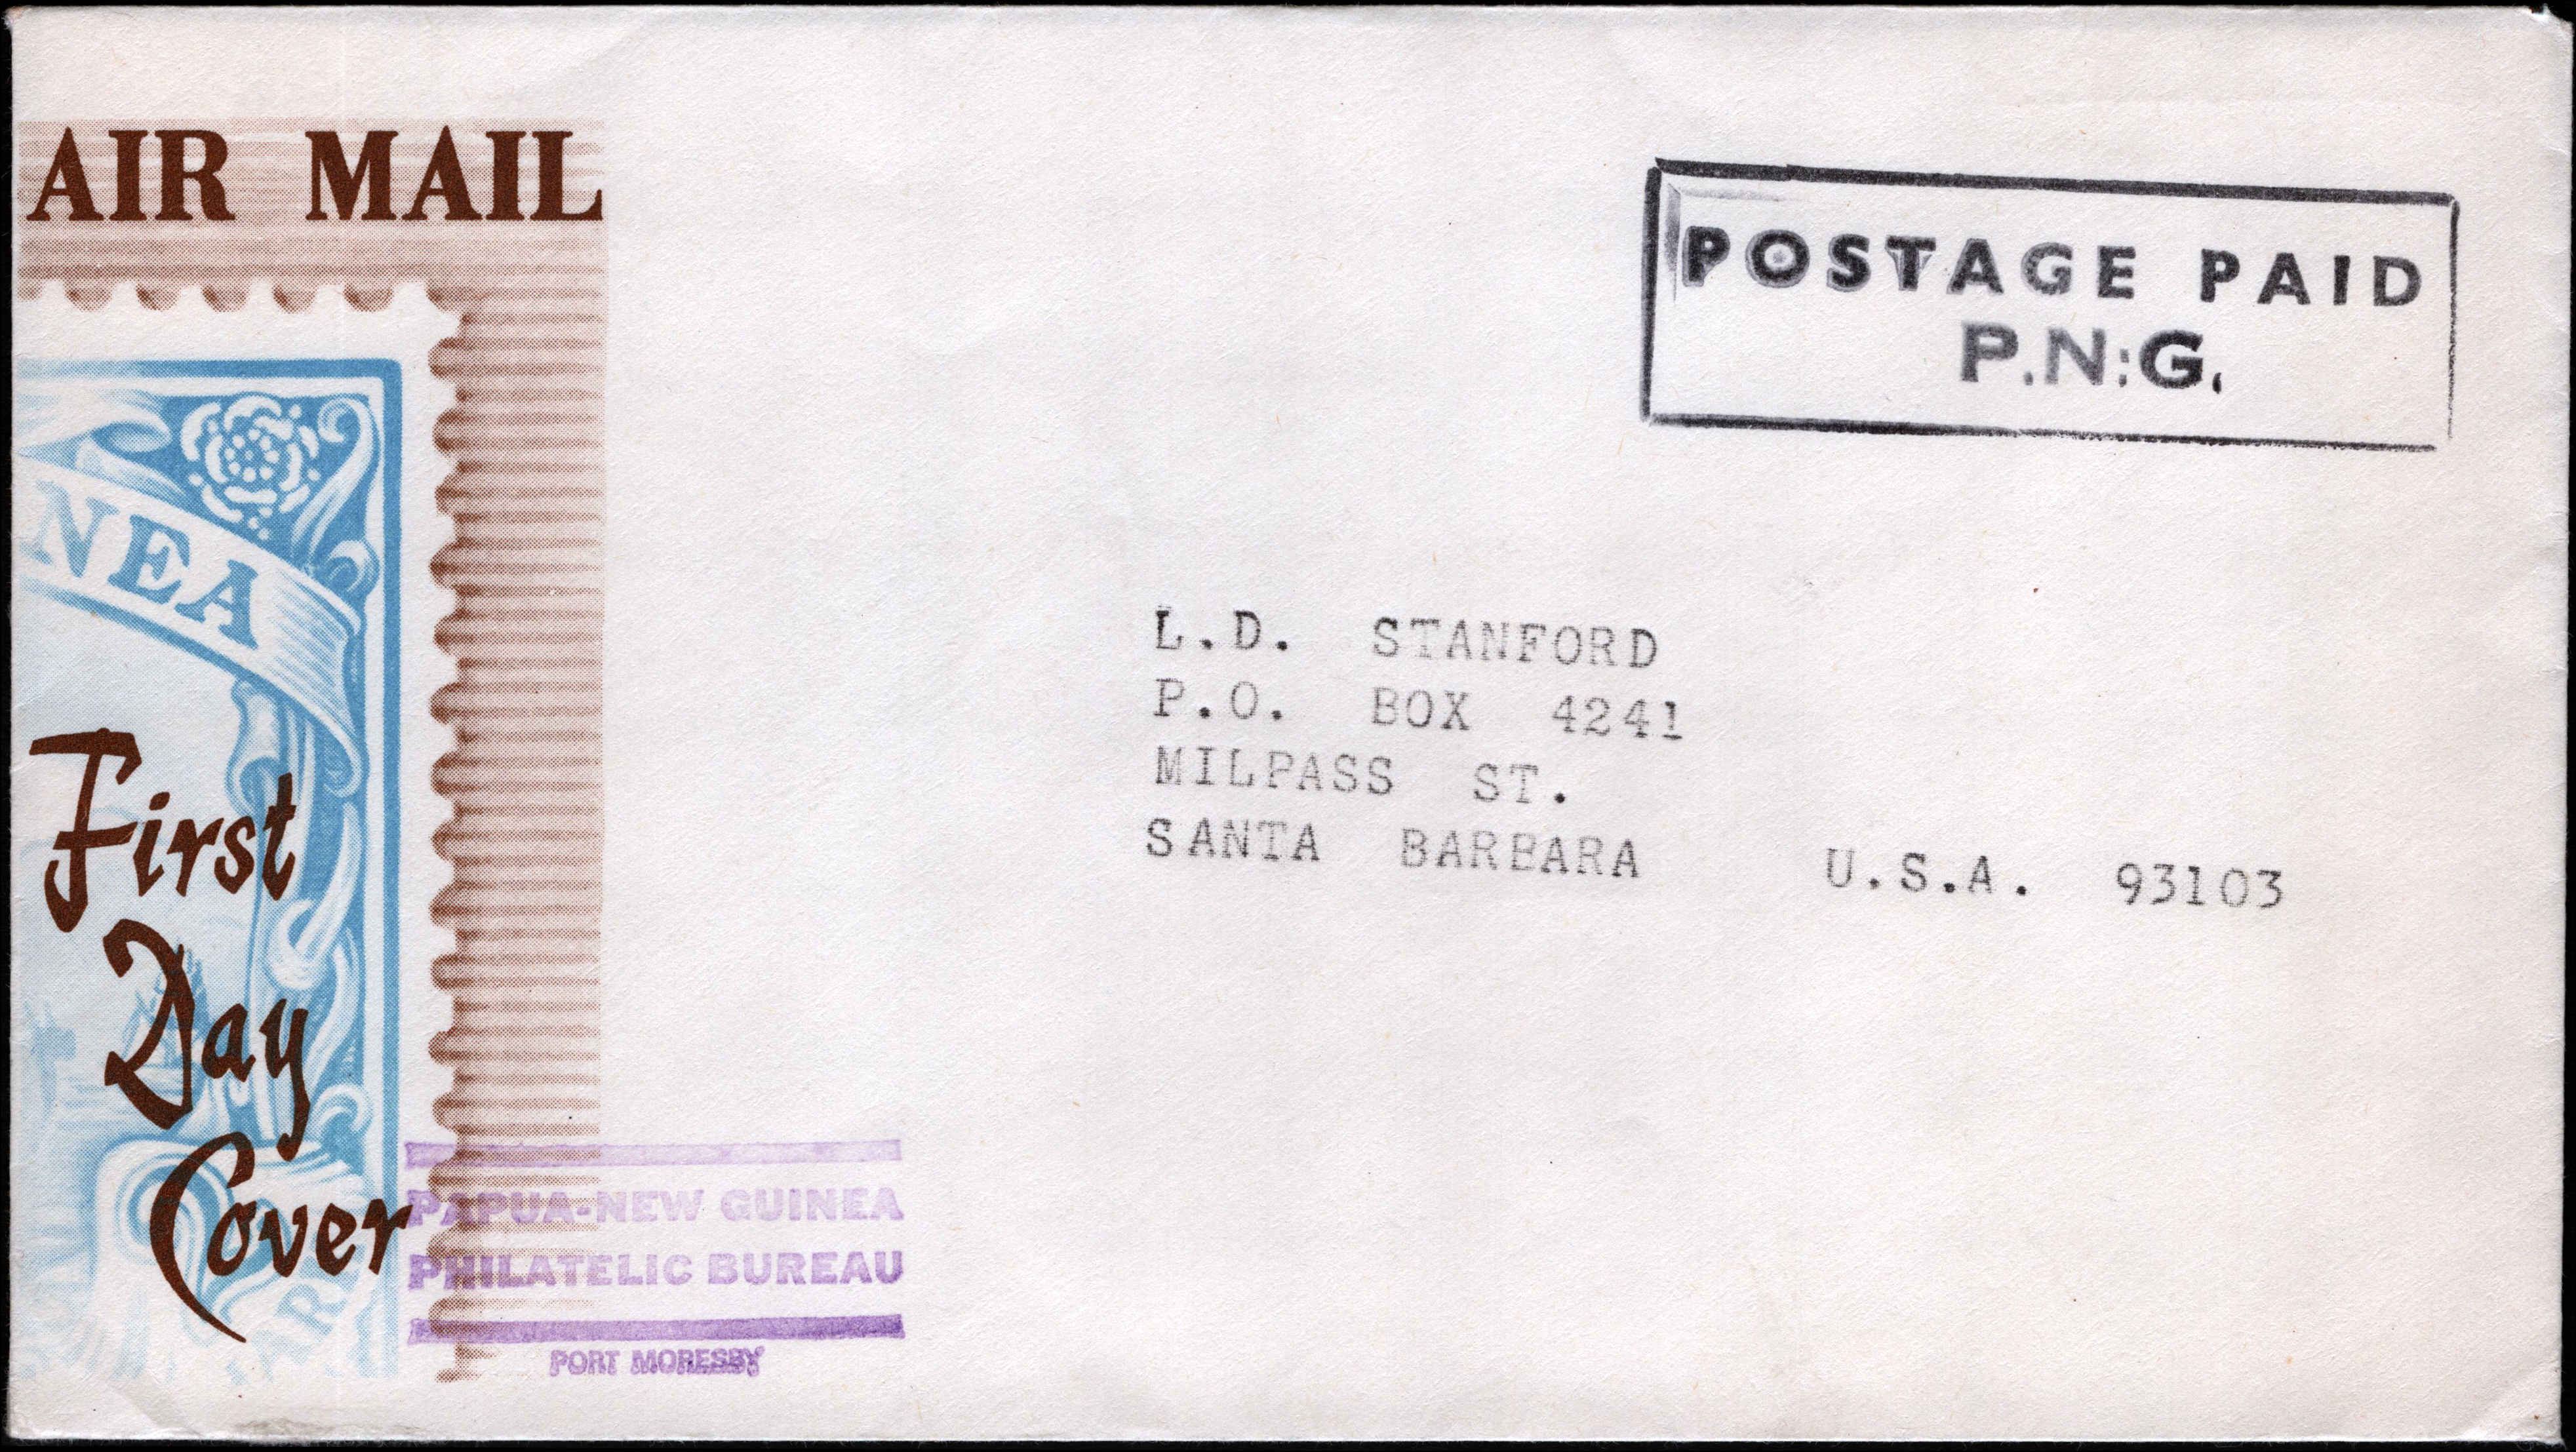 AIR MAIL
POSTAGE PAID
P.N.G.
NEA
L.D. STANFORD
P.O. BOX 4241
MILPASS ST.
SANTA BARBARA U.S.A. 93103
First
Day
Cover
PAPUA-NEW GUINEA
PHILATELIC BUREAU
PORT MORESBY